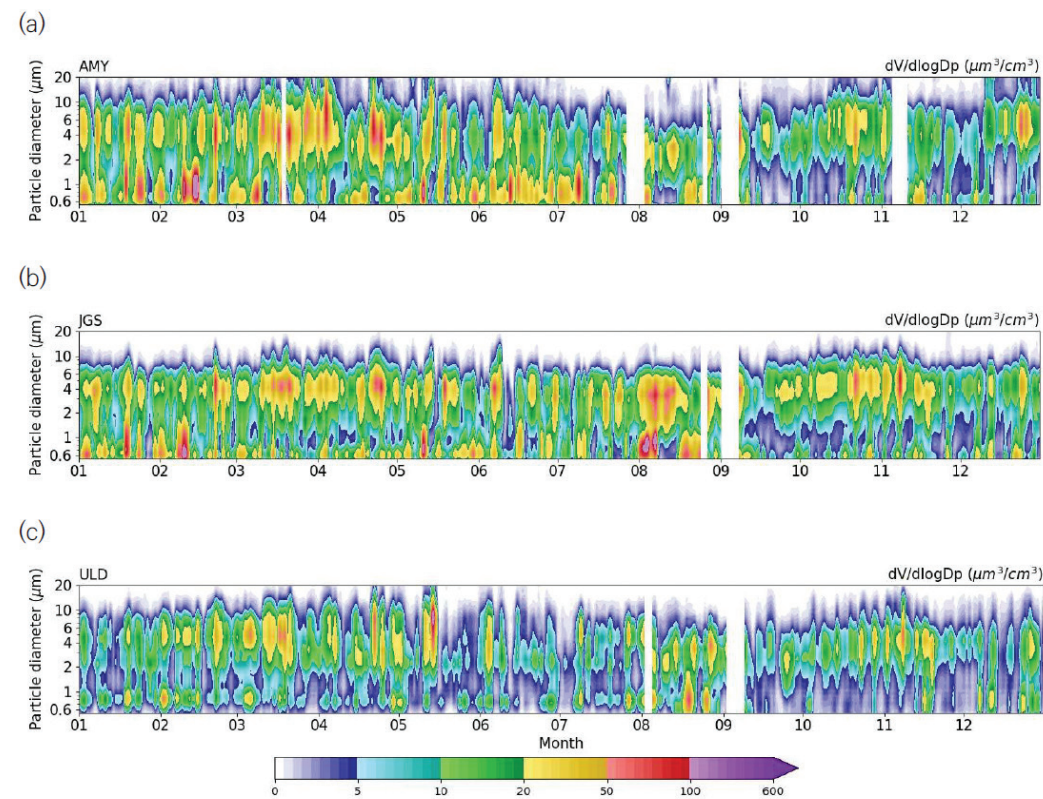 (a)
AMY dV/dlogDp (μm³/cm³)
Particle diameter (μm)
20
10
6
4
2
1
0.6
01 02 03 04 05 06 07 08 09 10 11 12
(b)
JGS dV/dlogDp (μm³/cm³)
Particle diameter (μm)
20
10
6
4
2
1
0.6
01 02 03 04 05 06 07 08 09 10 11 12
(c)
ULD dV/dlogDp (μm³/cm³)
Particle diameter (μm)
20
10
6
4
2
1
0.6
01 02 03 04 05 06 07 08 09 10 11 12
Month
0 5 10 20 50 100 600